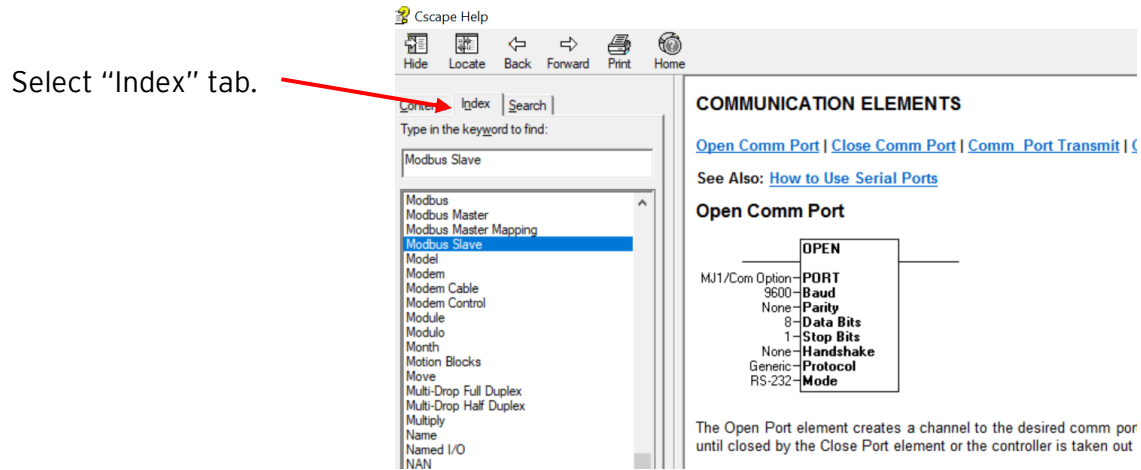 Cscape Help
Hide Locate Back Forward Print Home
Select “Index” tab.
Index Search
Type in the keyword to find:
Modbus Slave
Modbus
Modbus Master
Modbus Master Mapping
Modbus Slave
Model
Modem
Modem Cable
Modem Control
Module
Modulo
Month
Motion Blocks
Move
Multi-Drop Full Duplex
Multi-Drop Half Duplex
Multiply
Name
Named I/O
NAN
COMMUNICATION ELEMENTS
Open Comm Port | Close Comm Port | Comm Port Transmit |
See Also: How to Use Serial Ports
Open Comm Port
OPEN
MJ1/Com Option PORT
9600 Baud
None Parity
8 Data Bits
1 Stop Bits
None Handshake
Generic Protocol
RS-232 Mode
The Open Port element creates a channel to the desired comm por
until closed by the Close Port element or the controller is taken out